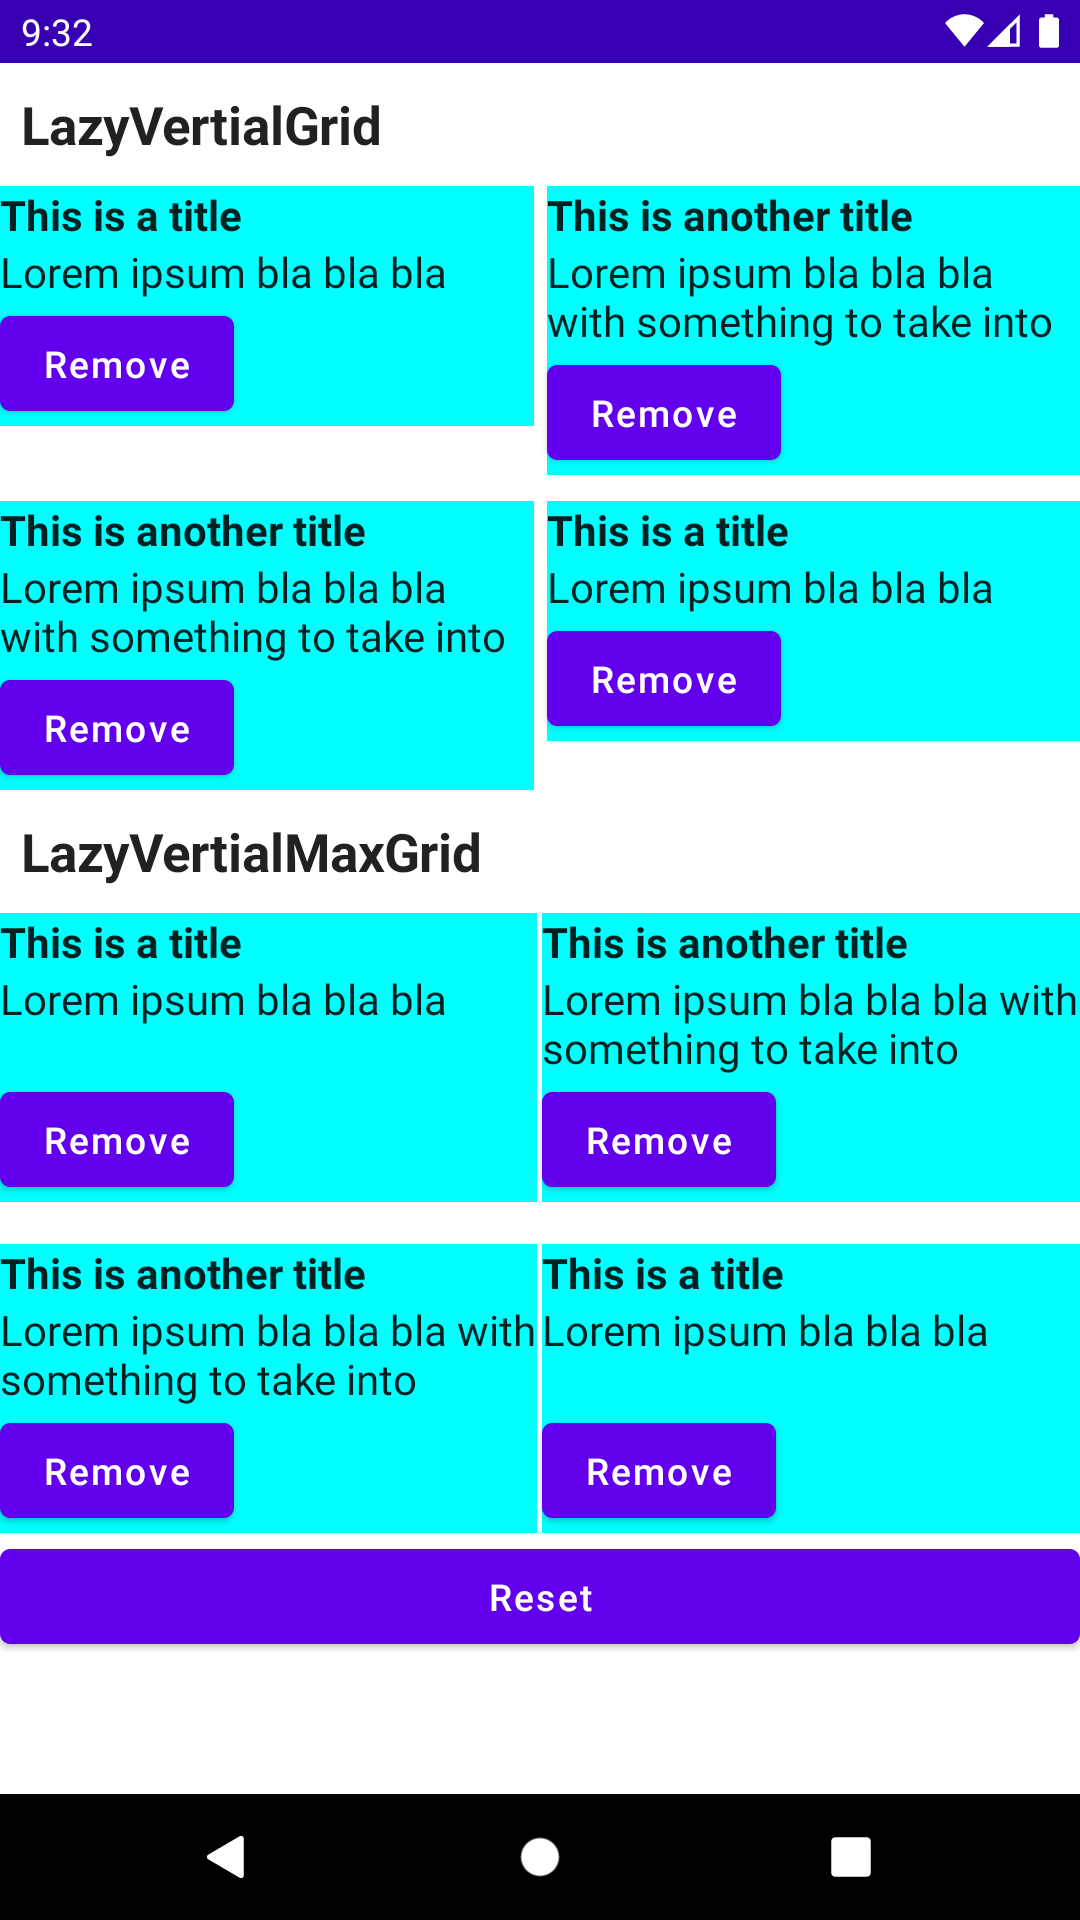 9:32
LazyVertialGrid
This is a title
Lorem ipsum bla bla bla
Remove
This is another title
Lorem ipsum bla bla bla
with something to take into
Remove
This is another title
Lorem ipsum bla bla bla
with something to take into
Remove
This is a title
Lorem ipsum bla bla bla
Remove
LazyVertialMaxGrid
This is a title
Lorem ipsum bla bla bla
Remove
This is another title
Lorem ipsum bla bla bla with
something to take into
Remove
This is another title
Lorem ipsum bla bla bla with
something to take into
Remove
This is a title
Lorem ipsum bla bla bla
Remove
Reset